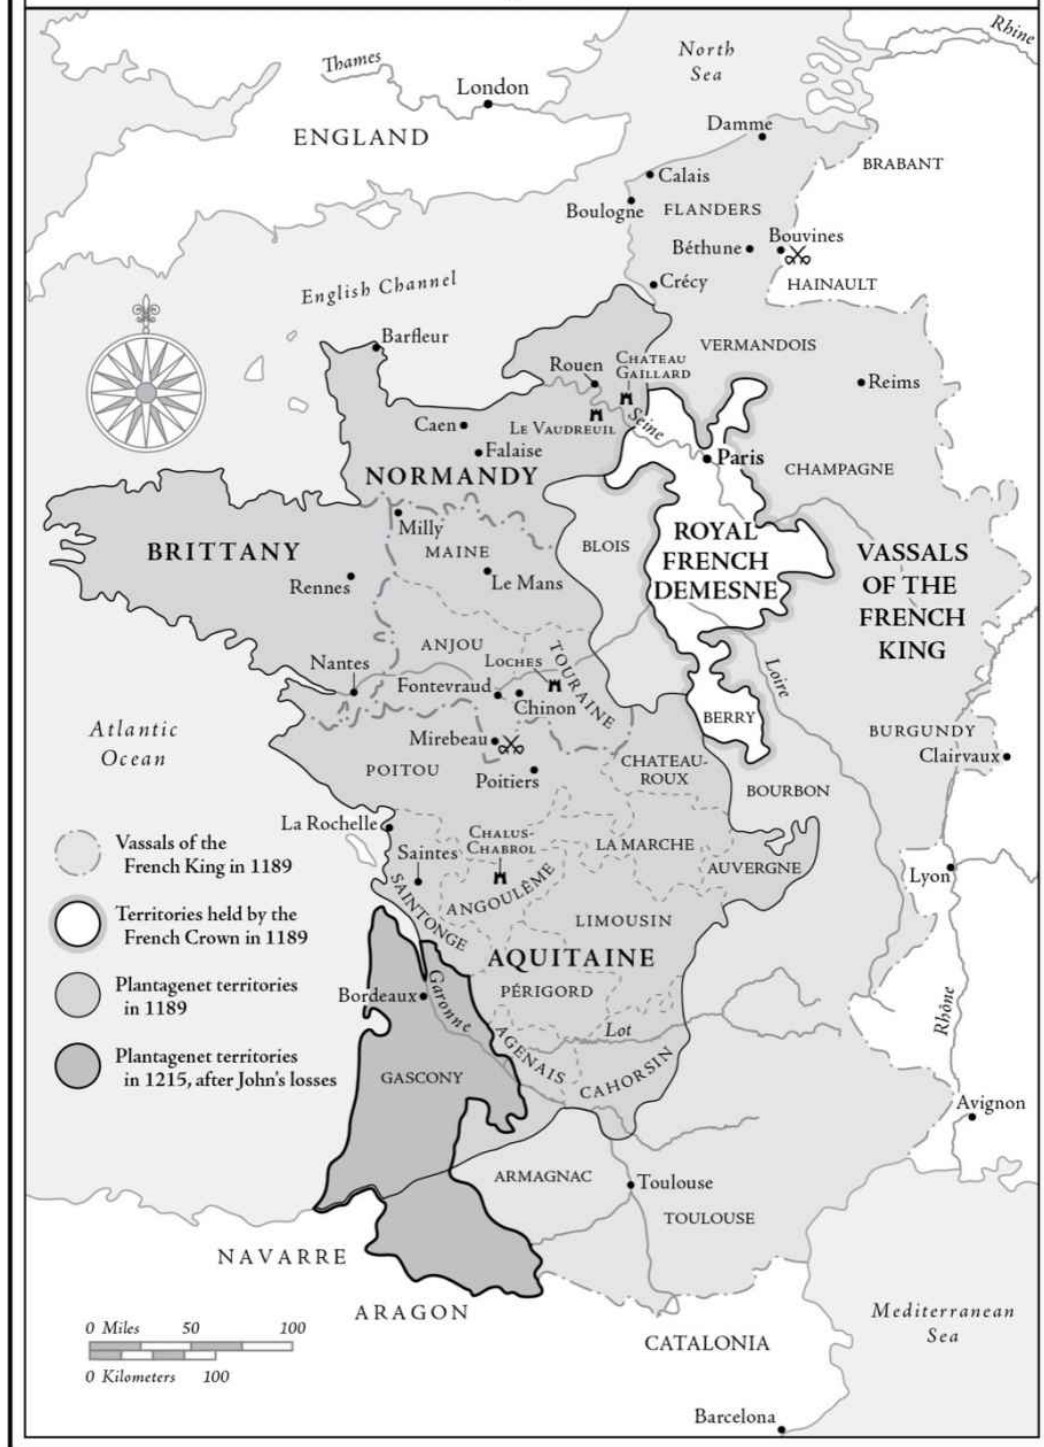 Rhine
Thames
North
Sea
London
ENGLAND
Damme
BRABANT
Calais
Boulogne
FLANDERS
Béthune
Bouvines
HAINAULT
Crécy
English Channel
Barfleur
VERMANDOIS
Rouen
CHATEAU
GAILLARD
Reims
Caen
LE VAUDREUIL
Seine
Falaise
Paris
CHAMPAGNE
NORMANDY
Milly
BRITTANY
MAINE
BLOIS
ROYAL
FRENCH
DEMESNE
VASSALS
OF THE
FRENCH
KING
Rennes
Le Mans
ANJOU
LOCHES
TOURAINE
Nantes
Fontevraud
Chinon
Loire
BERRY
Atlantic
Ocean
Mirebeau
BURGUNDY
Clairvaux
POITOU
Poitiers
CHATEAU-
ROUX
BOURBON
La Rochelle
CHALUS-
CHABROL
LA MARCHE
Saintes
AUVERGNE
Lyon
SAINTONGE
ANGOULÊME
LIMOUSIN
AQUITAINE
PÉRIGORD
Bordeaux
Garonne
Lot
Rhône
AGENAIS
CAHORSIN
GASCONY
Avignon
ARMAGNAC
Toulouse
TOULOUSE
NAVARRE
ARAGON
CATALONIA
Mediterranean
Sea
Barcelona
Vassals of the
French King in 1189
Territories held by the
French Crown in 1189
Plantagenet territories
in 1189
Plantagenet territories
in 1215, after John's losses
0 Miles 50 100
0 Kilometers 100